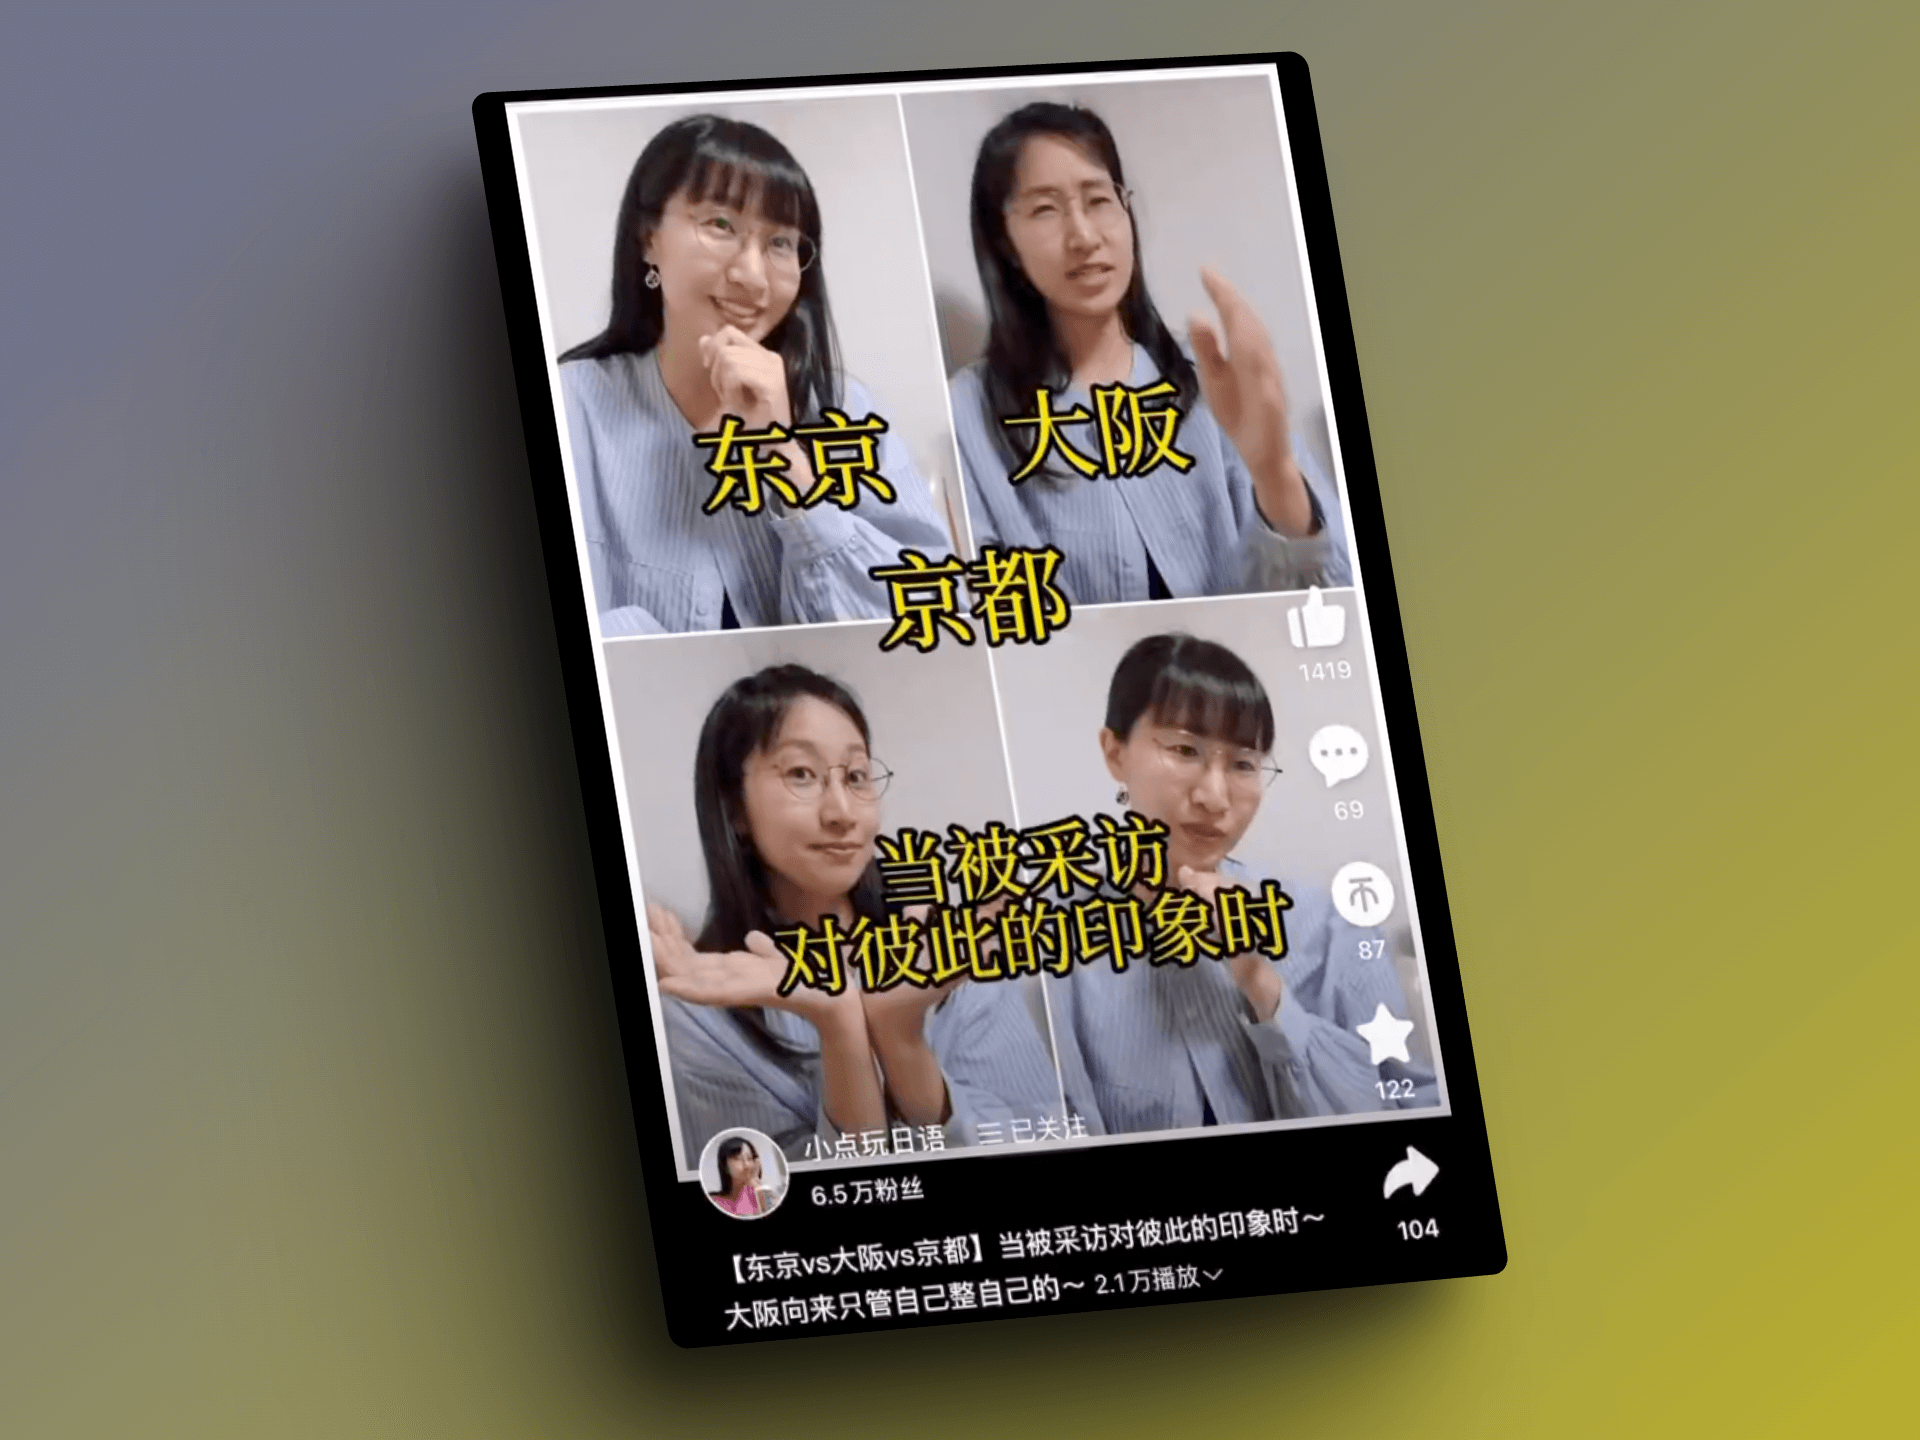 东京
大阪
京都
当被采访
对彼此的印象时
1419
69
87
122
小点玩日语 已关注
6.5万粉丝
104
【东京vs大阪vs京都】当被采访对彼此的印象时~
大阪向来只管自己整自己的~ 2.1万播放